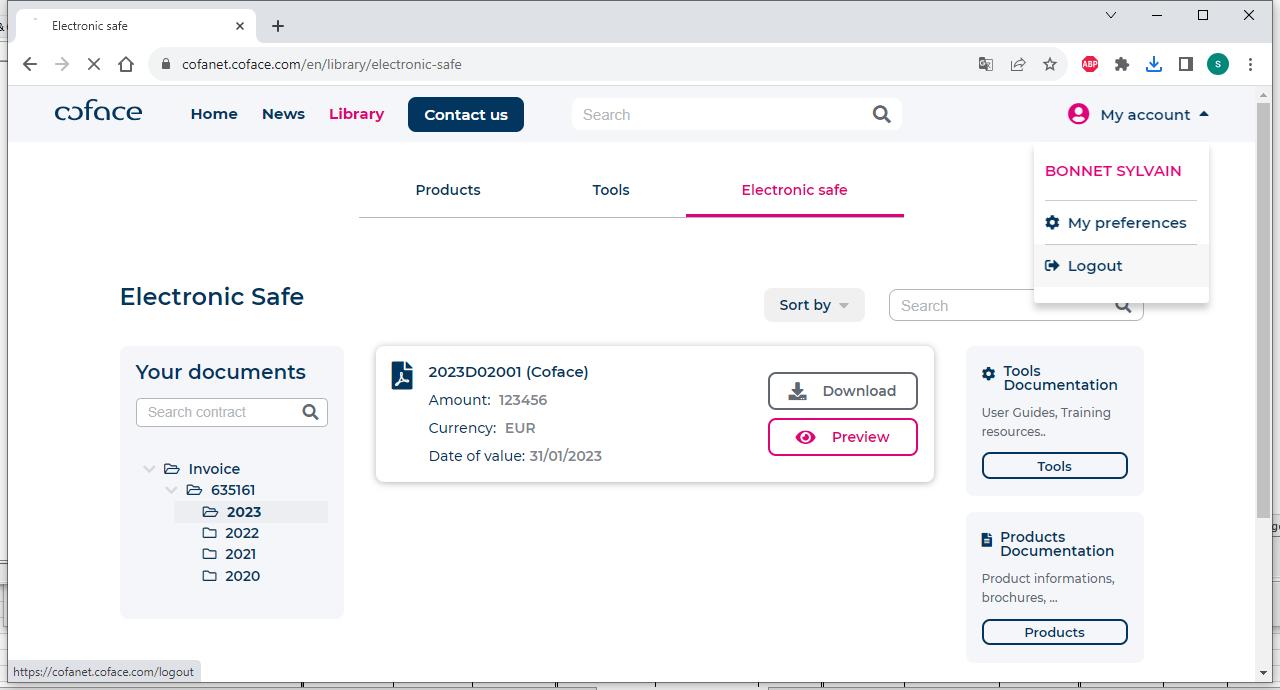 Electronic safe
cofanet.coface.com/en/library/electronic-safe
ABP
S
coface
Home
News
Library
Contact us
Search
My account
BONNET SYLVAIN
My preferences
Logout
Products
Tools
Electronic safe
Electronic Safe
Sort by
Search
Your documents
Search contract
Invoice
635161
2023
2022
2021
2020
2023D02001 (Coface)
Amount: 123456
Currency: EUR
Date of value: 31/01/2023
Download
Preview
Tools
Documentation
User Guides, Training
resources..
Tools
Products
Documentation
Product informations,
brochures, ...
Products
https://cofanet.coface.com/logout